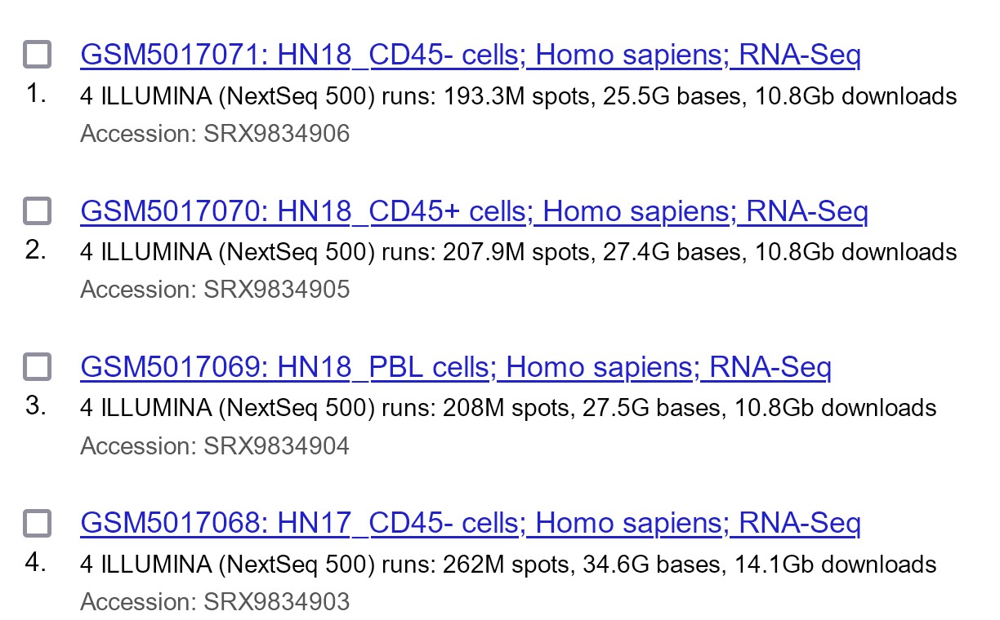 GSM5017071: HN18_CD45- cells; Homo sapiens; RNA-Seq
1. 4 ILLUMINA (NextSeq 500) runs: 193.3M spots, 25.5G bases, 10.8Gb downloads
Accession: SRX9834906
GSM5017070: HN18_CD45+ cells; Homo sapiens; RNA-Seq
2. 4 ILLUMINA (NextSeq 500) runs: 207.9M spots, 27.4G bases, 10.8Gb downloads
Accession: SRX9834905
GSM5017069: HN18_PBL cells; Homo sapiens; RNA-Seq
3. 4 ILLUMINA (NextSeq 500) runs: 208M spots, 27.5G bases, 10.8Gb downloads
Accession: SRX9834904
GSM5017068: HN17_CD45- cells; Homo sapiens; RNA-Seq
4. 4 ILLUMINA (NextSeq 500) runs: 262M spots, 34.6G bases, 14.1Gb downloads
Accession: SRX9834903